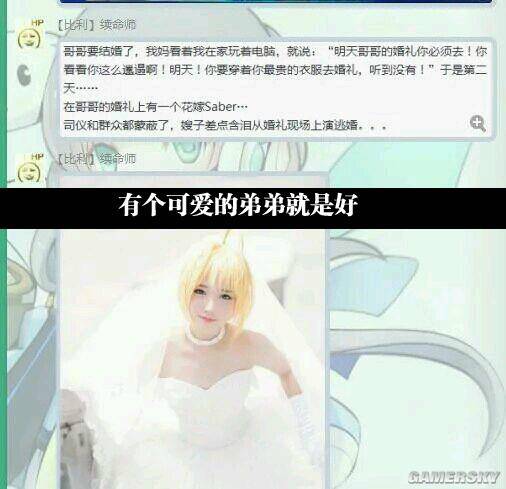 HP
【比利】续命师
哥哥要结婚了，我妈看着我在家玩着电脑，就说：“明天哥哥的婚礼你必须去！你
看看你这么邋遢啊！明天！你要穿着你最贵的衣服去婚礼，听到没有！”于是第二
天……
在哥哥的婚礼上有一个花嫁Saber…
司仪和群众都蒙蔽了，嫂子差点含泪从婚礼现场上演逃婚。。。
HP
【比利】续命师
有个可爱的弟弟就是好
GAMERSKY